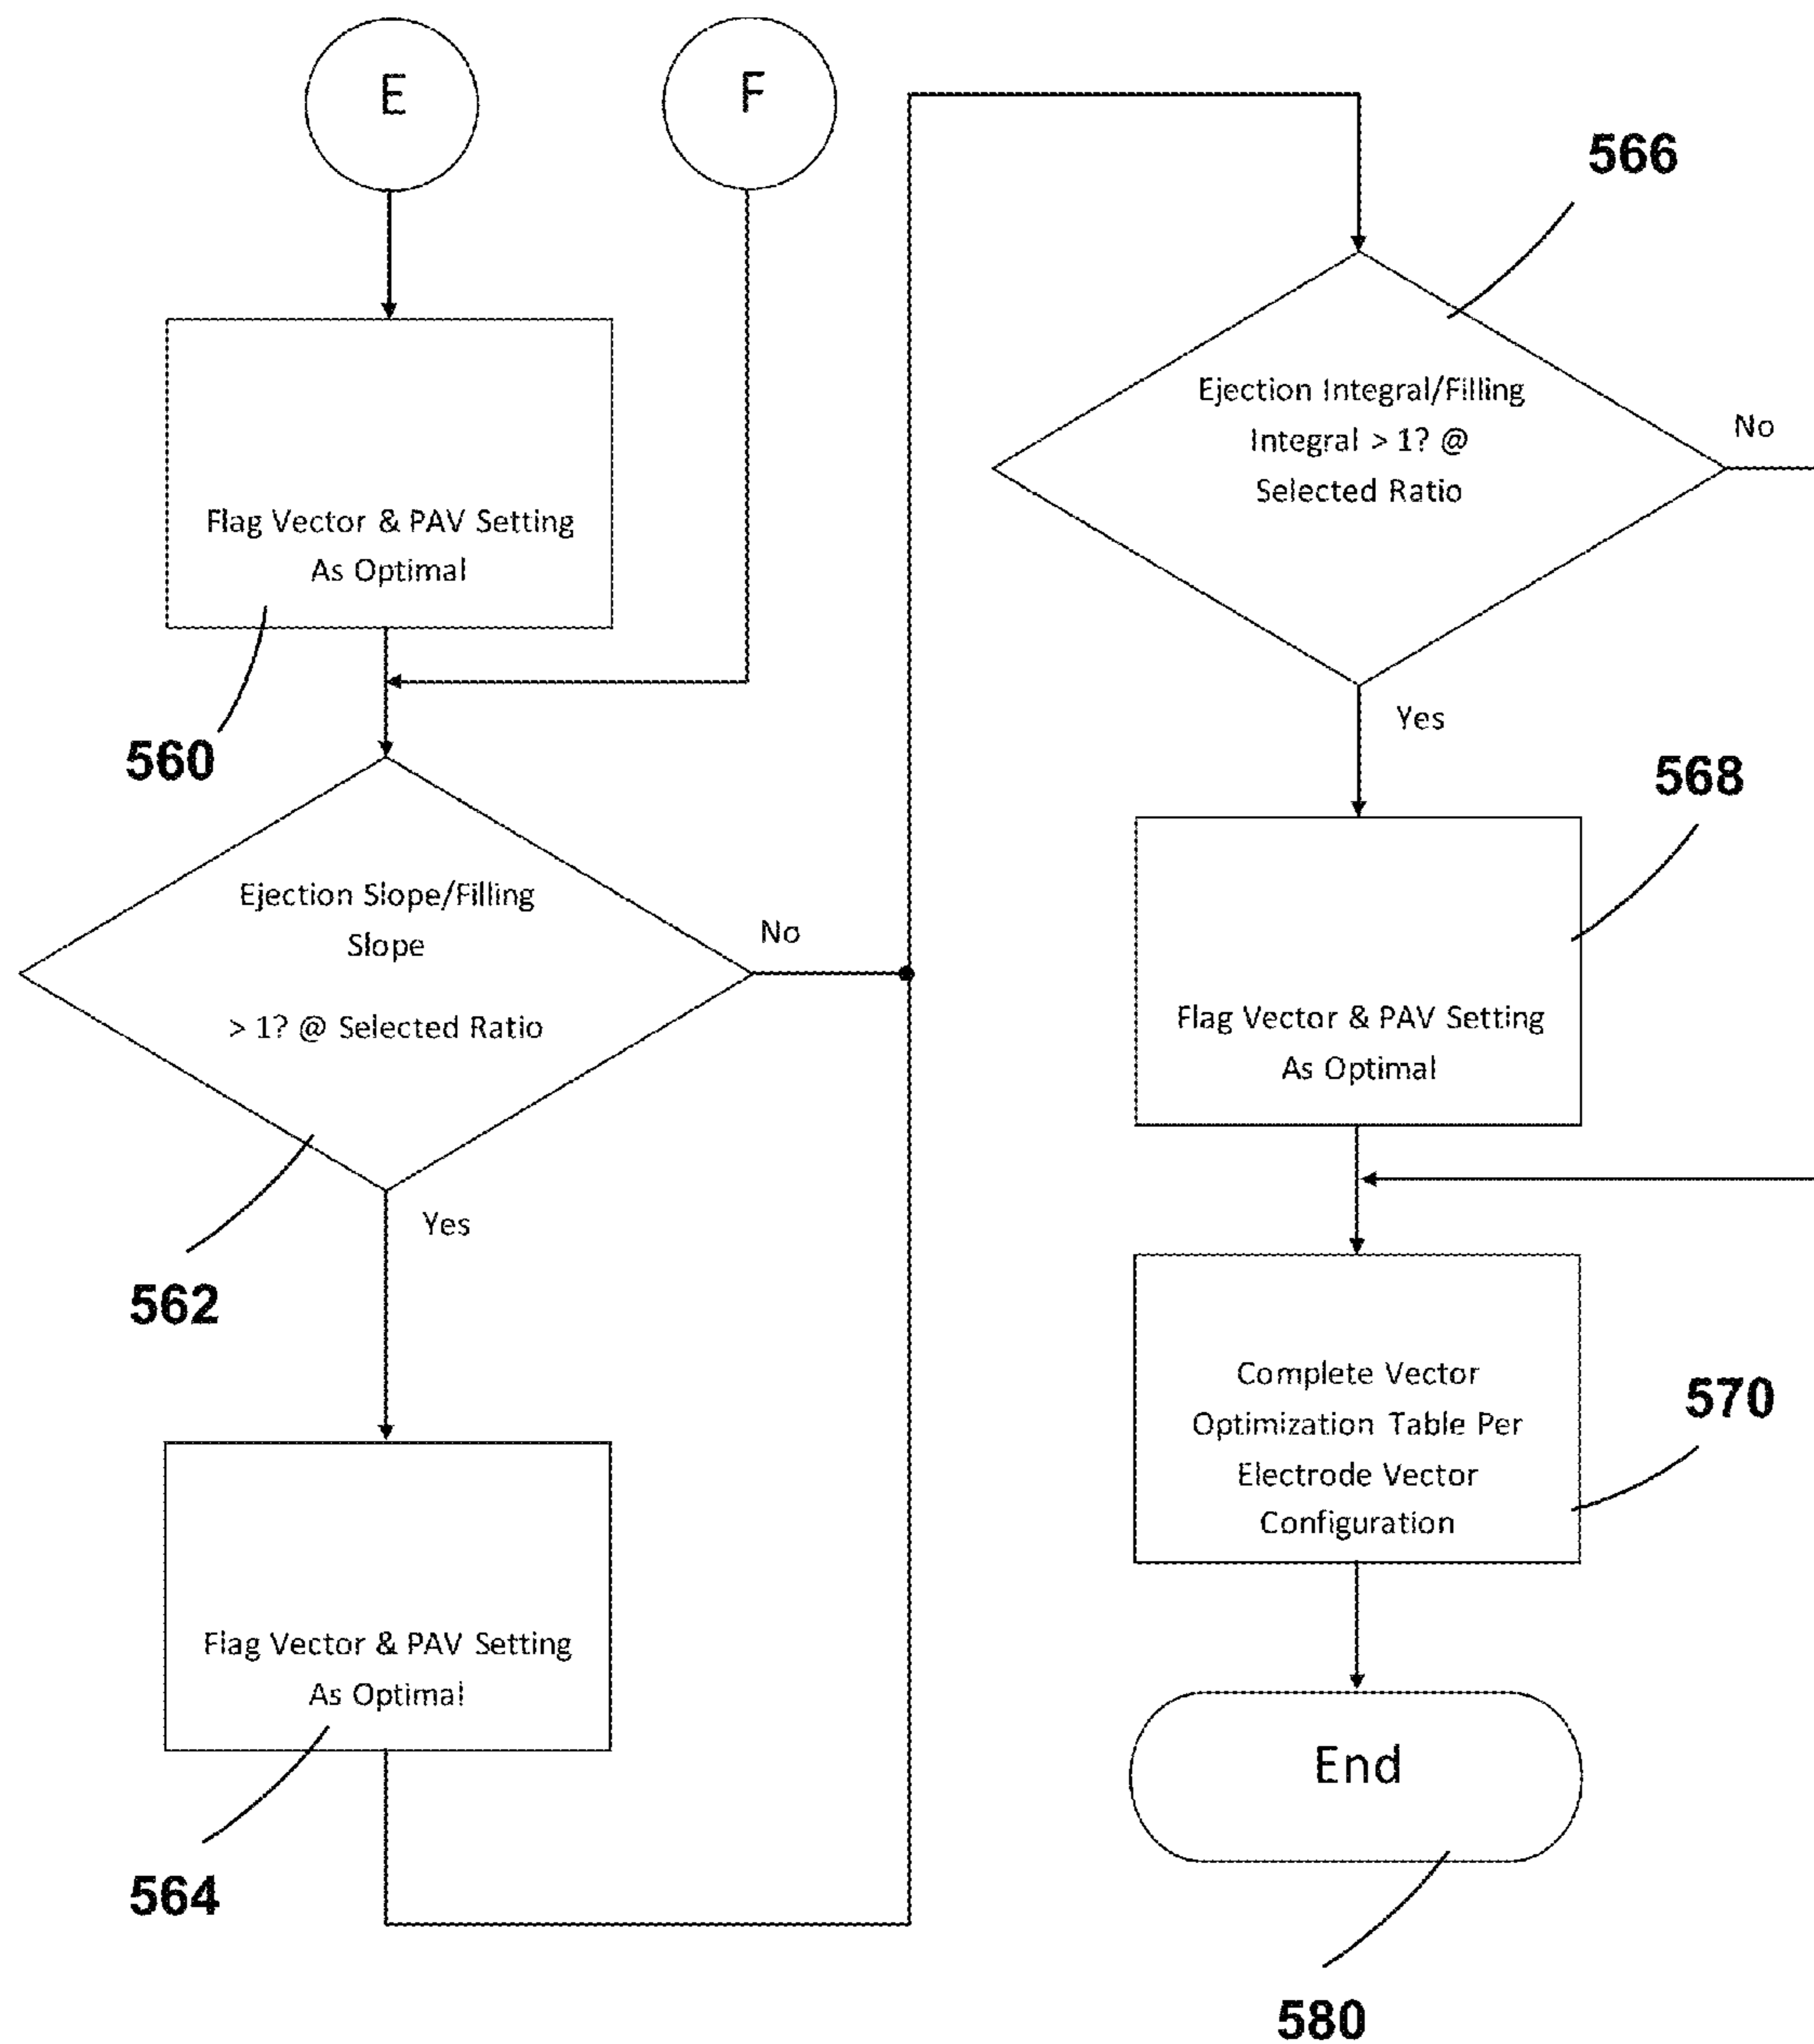 E
F
Flag Vector & PAV Setting
As Optimal
560
Ejection Slope/Filling
Slope
> 1? @ Selected Ratio
No
Yes
562
Flag Vector & PAV Setting
As Optimal
564
566
Ejection Integral/Filling
Integral > 1? @
Selected Ratio
No
Yes
568
Flag Vector & PAV Setting
As Optimal
Complete Vector
Optimization Table Per
Electrode Vector
Configuration
570
End
580